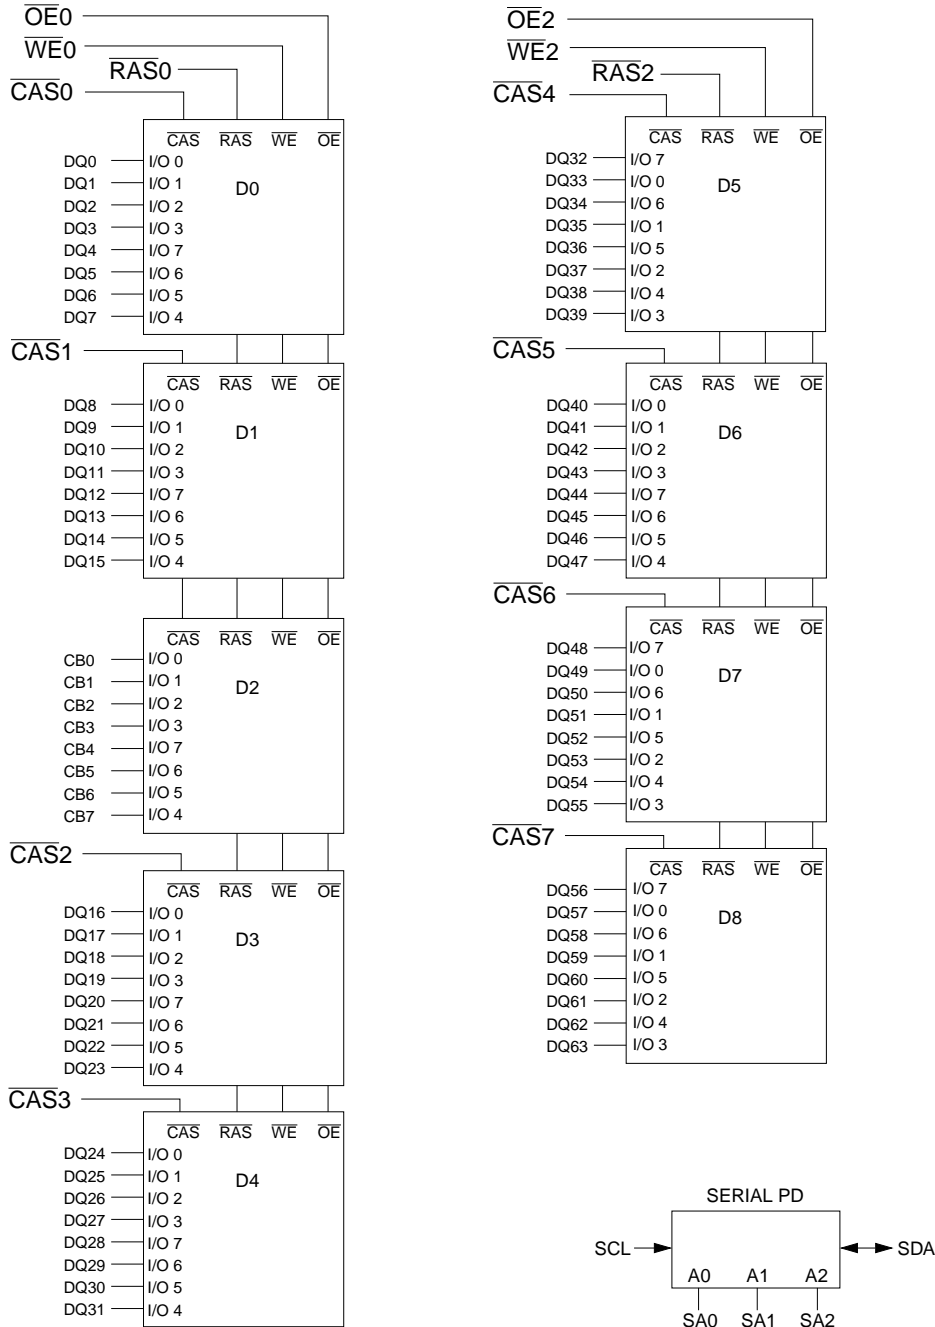 OE0
WE0
RAS0
CAS0
CAS RAS WE OE
DQ0 I/O 0
DQ1 I/O 1
D0
DQ2 I/O 2
DQ3 I/O 3
DQ4 I/O 7
DQ5 I/O 6
DQ6 I/O 5
DQ7 I/O 4
CAS1
CAS RAS WE OE
DQ8 I/O 0
DQ9 I/O 1
D1
DQ10 I/O 2
DQ11 I/O 3
DQ12 I/O 7
DQ13 I/O 6
DQ14 I/O 5
DQ15 I/O 4
CAS RAS WE OE
CB0 I/O 0
CB1 I/O 1
D2
CB2 I/O 2
CB3 I/O 3
CB4 I/O 7
CB5 I/O 6
CB6 I/O 5
CB7 I/O 4
CAS2
CAS RAS WE OE
DQ16 I/O 0
DQ17 I/O 1
D3
DQ18 I/O 2
DQ19 I/O 3
DQ20 I/O 7
DQ21 I/O 6
DQ22 I/O 5
DQ23 I/O 4
CAS3
CAS RAS WE OE
DQ24 I/O 0
DQ25 I/O 1
D4
DQ26 I/O 2
DQ27 I/O 3
DQ28 I/O 7
DQ29 I/O 6
DQ30 I/O 5
DQ31 I/O 4
OE2
WE2
RAS2
CAS4
CAS RAS WE OE
DQ32 I/O 7
DQ33 I/O 0
D5
DQ34 I/O 6
DQ35 I/O 1
DQ36 I/O 5
DQ37 I/O 2
DQ38 I/O 4
DQ39 I/O 3
CAS5
CAS RAS WE OE
DQ40 I/O 0
DQ41 I/O 1
D6
DQ42 I/O 2
DQ43 I/O 3
DQ44 I/O 7
DQ45 I/O 6
DQ46 I/O 5
DQ47 I/O 4
CAS6
CAS RAS WE OE
DQ48 I/O 7
DQ49 I/O 0
D7
DQ50 I/O 6
DQ51 I/O 1
DQ52 I/O 5
DQ53 I/O 2
DQ54 I/O 4
DQ55 I/O 3
CAS7
CAS RAS WE OE
DQ56 I/O 7
DQ57 I/O 0
D8
DQ58 I/O 6
DQ59 I/O 1
DQ60 I/O 5
DQ61 I/O 2
DQ62 I/O 4
DQ63 I/O 3
SERIAL PD
SCL SDA
A0 A1 A2
SA0 SA1 SA2